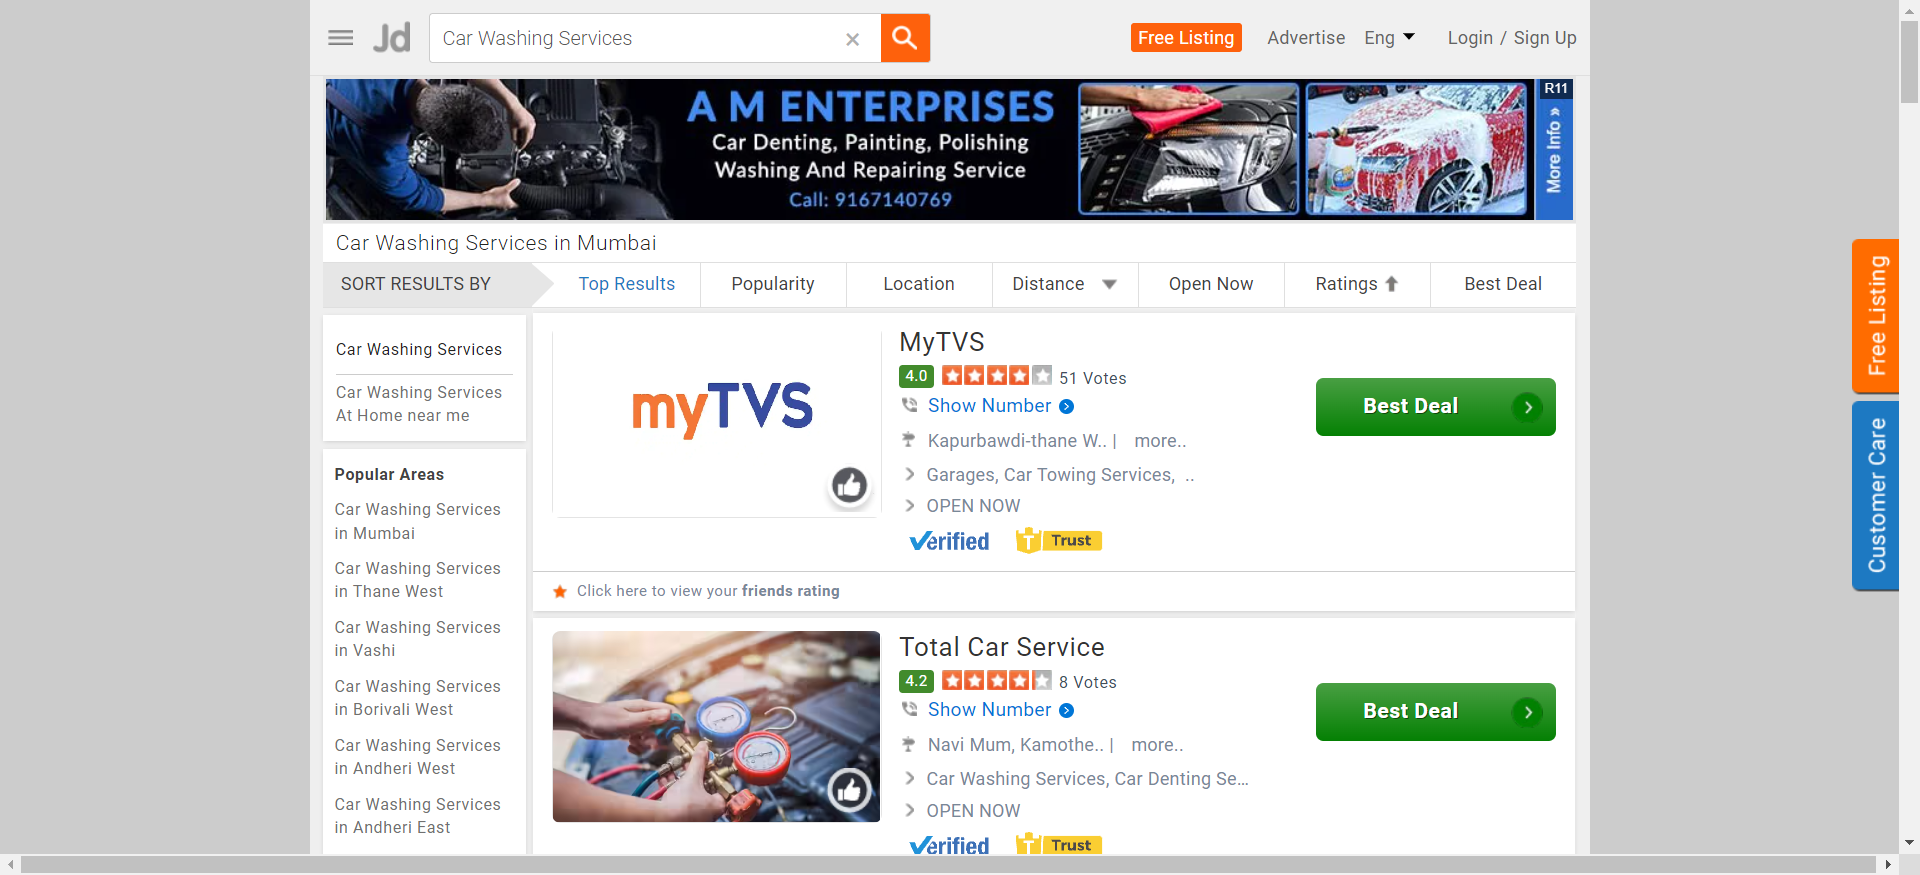 Jd
Car Washing Services
Free Listing
Advertise
Eng
Login / Sign Up
A M ENTERPRISES
Car Denting, Painting, Polishing
Washing And Repairing Service
Call: 9167140769
R11
More Info »
Car Washing Services in Mumbai
SORT RESULTS BY
Top Results
Popularity
Location
Distance
Open Now
Ratings
Best Deal
Car Washing Services
Car Washing Services
At Home near me
Popular Areas
Car Washing Services
in Mumbai
Car Washing Services
in Thane West
Car Washing Services
in Vashi
Car Washing Services
in Borivali West
Car Washing Services
in Andheri West
Car Washing Services
in Andheri East
myTVS
MyTVS
4.0
51 Votes
Show Number
Kapurbawdi-thane W.. | more..
Garages, Car Towing Services, ..
OPEN NOW
Verified
T Trust
Best Deal
Click here to view your friends rating
Total Car Service
4.2
8 Votes
Show Number
Navi Mum, Kamothe.. | more..
Car Washing Services, Car Denting Se...
OPEN NOW
Verified
T Trust
Best Deal
Free Listing
Customer Care